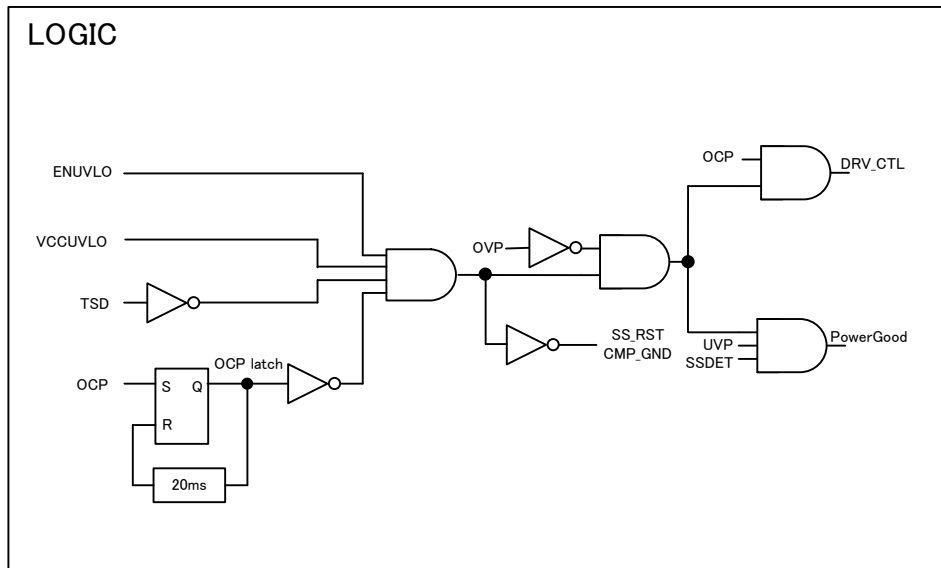 LOGIC
OCP
DRV_CTL
ENUVLO
VCCUVLO
OVP
TSD
SS_RST
CMP_GND
PowerGood
UVP
SSDET
OCP latch
OCP
S
Q
R
20ms